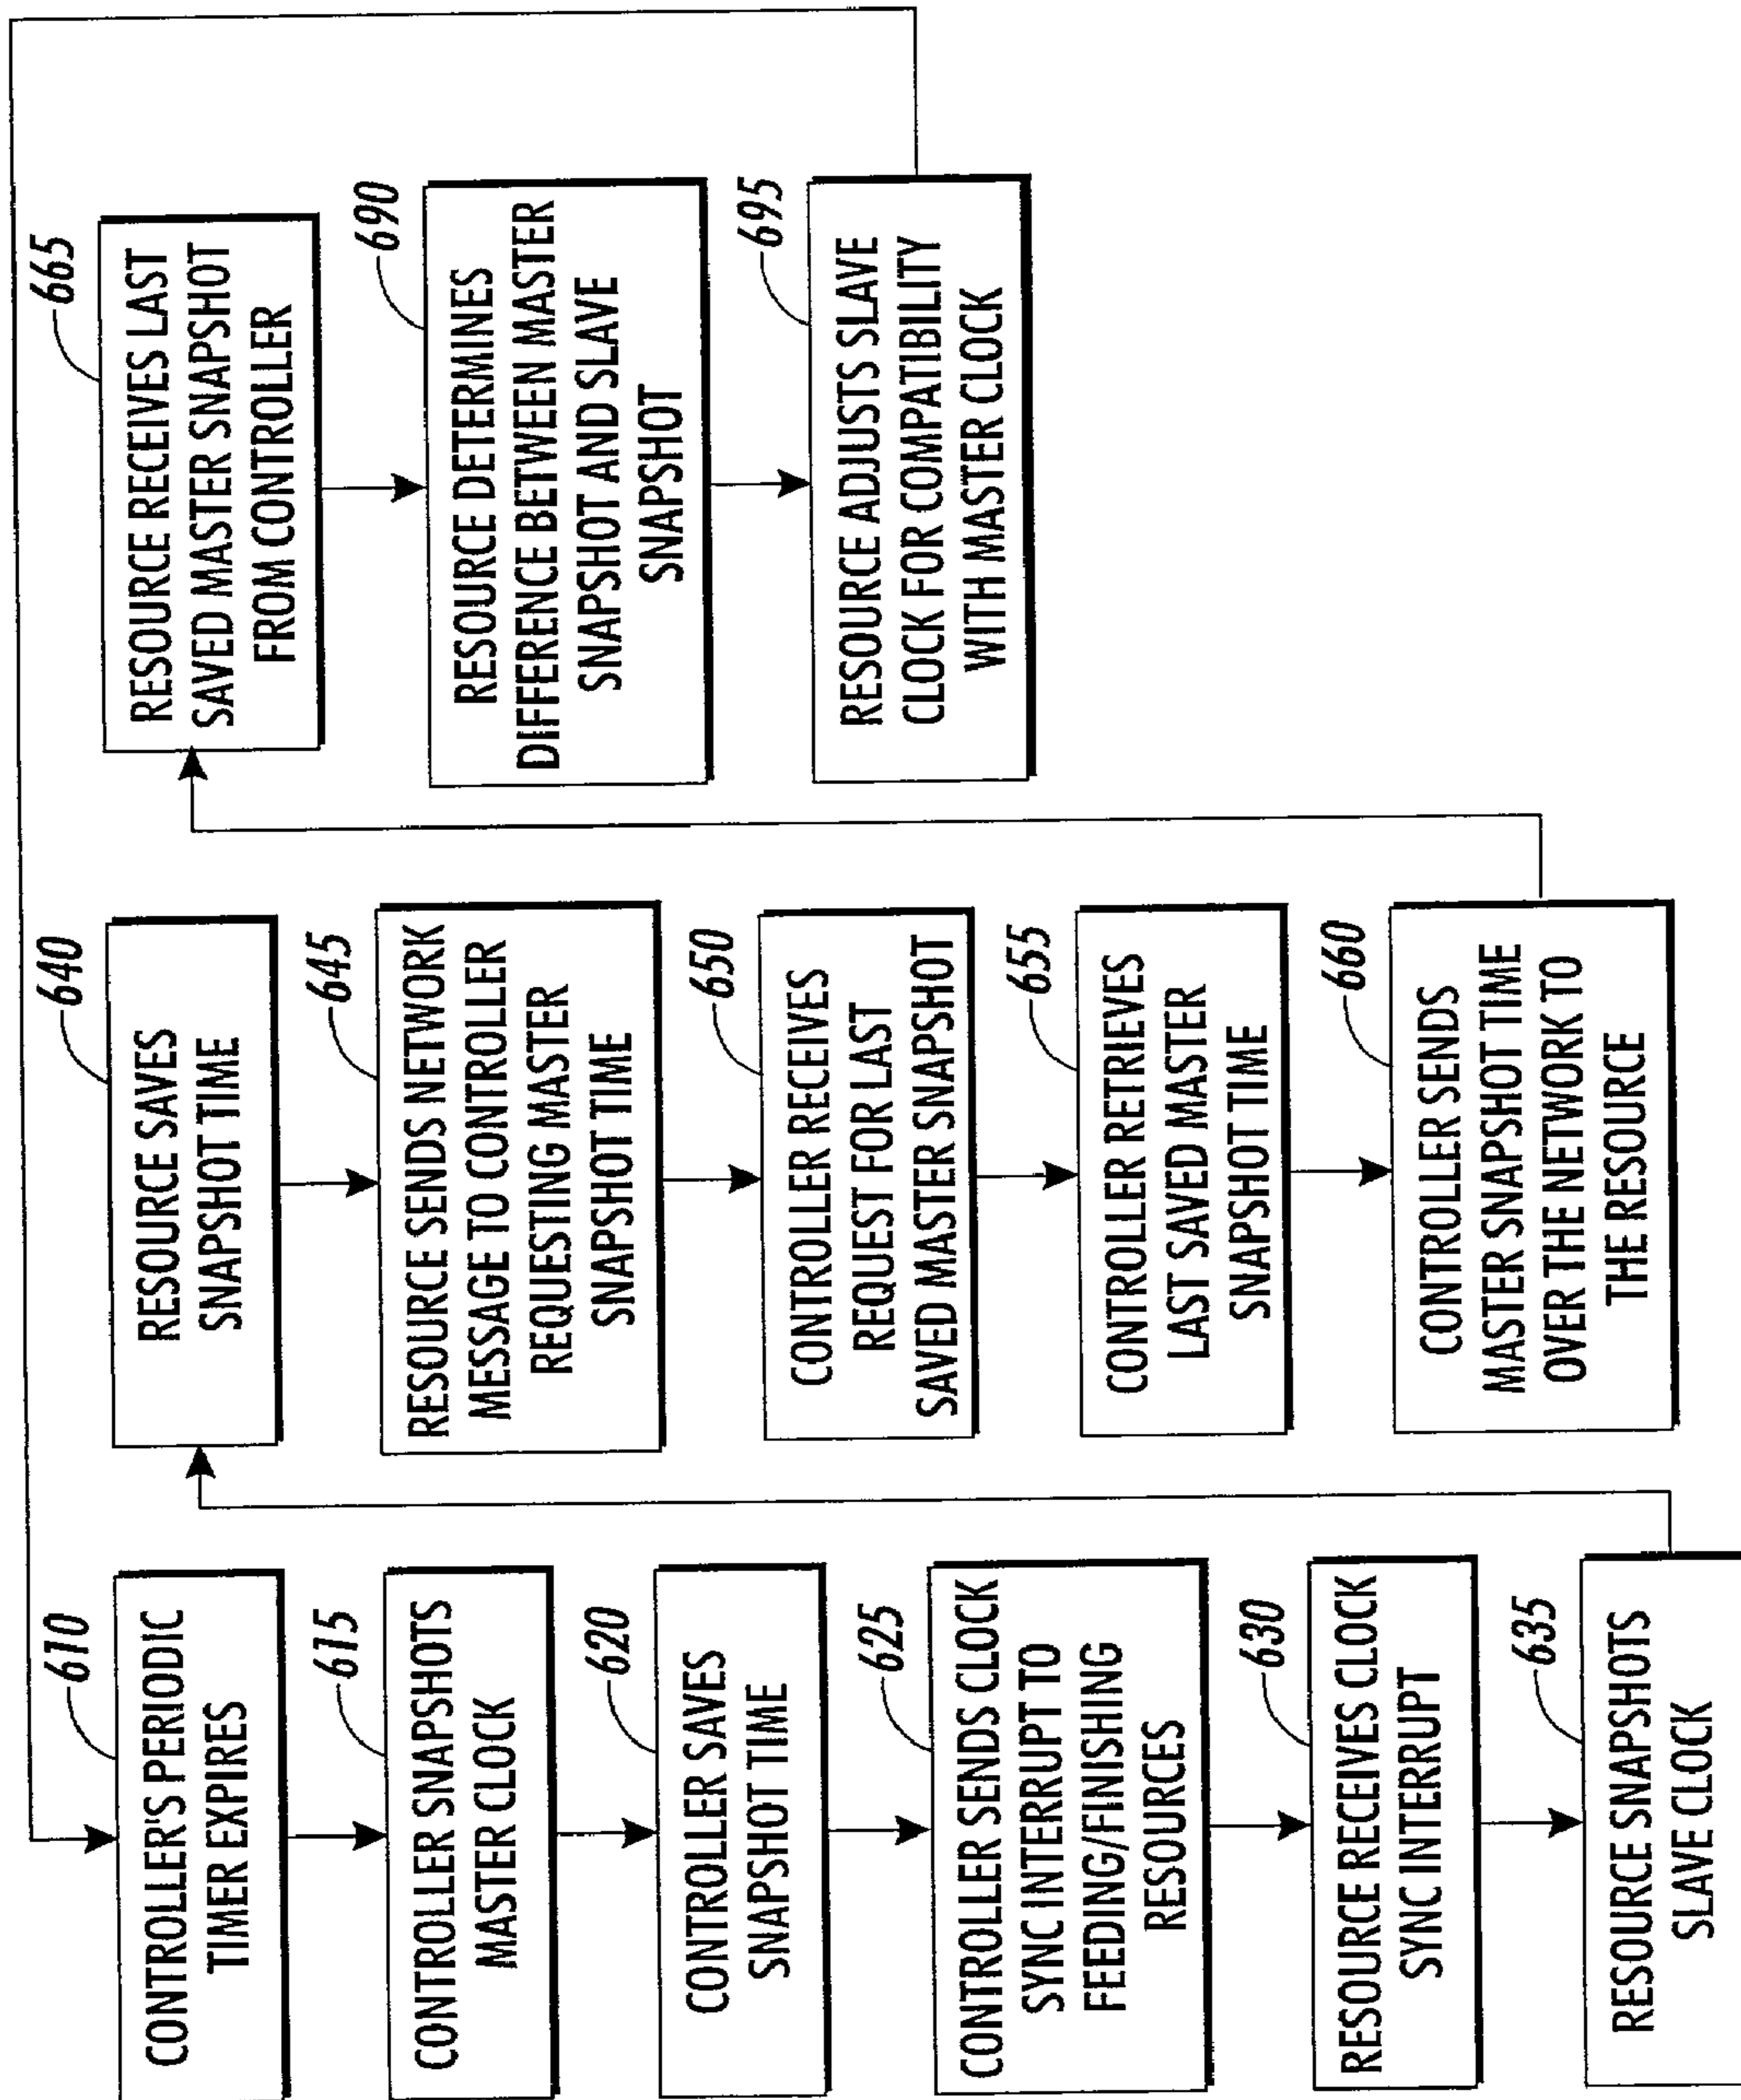 610
CONTROLLER'S PERIODIC
TIMER EXPIRES
615
CONTROLLER SNAPSHOTS
MASTER CLOCK
620
CONTROLLER SAVES
SNAPSHOT TIME
625
CONTROLLER SENDS CLOCK
SYNC INTERRUPT TO
FEEDING/FINISHING
RESOURCES
630
RESOURCE RECEIVES CLOCK
SYNC INTERRUPT
635
RESOURCE SNAPSHOTS
SLAVE CLOCK
640
RESOURCE SAVES
SNAPSHOT TIME
645
RESOURCE SENDS NETWORK
MESSAGE TO CONTROLLER
REQUESTING MASTER
SNAPSHOT TIME
650
CONTROLLER RECEIVES
REQUEST FOR LAST
SAVED MASTER SNAPSHOT
655
CONTROLLER RETRIEVES
LAST SAVED MASTER
SNAPSHOT TIME
660
CONTROLLER SENDS
MASTER SNAPSHOT TIME
OVER THE NETWORK TO
THE RESOURCE
665
RESOURCE RECEIVES LAST
SAVED MASTER SNAPSHOT
FROM CONTROLLER
690
RESOURCE DETERMINES
DIFFERENCE BETWEEN MASTER
SNAPSHOT AND SLAVE
SNAPSHOT
695
RESOURCE ADJUSTS SLAVE
CLOCK FOR COMPATIBILITY
WITH MASTER CLOCK